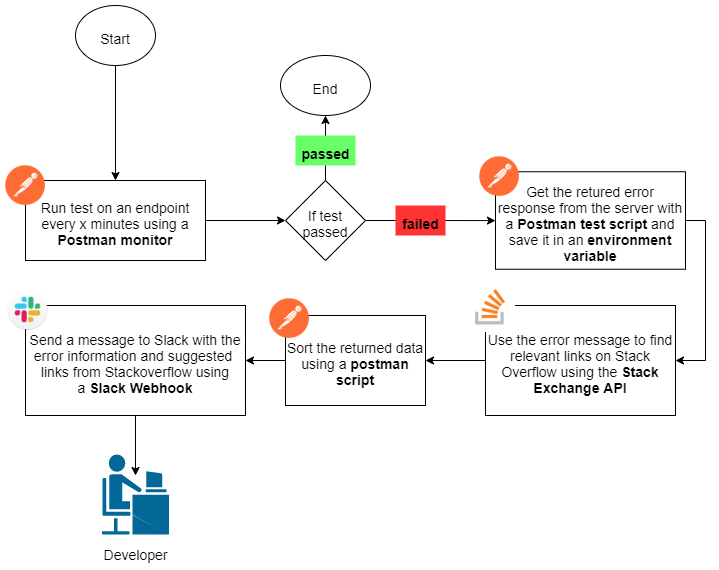 Start
End
passed
Run test on an endpoint
every x minutes using a
Postman monitor
If test
passed
failed
Get the retured error
response from the server with
a Postman test script and
save it in an environment
variable
Send a message to Slack with the
error information and suggested
links from Stackoverflow using
a Slack Webhook
Sort the returned data
using a postman
script
Use the error message to find
relevant links on Stack
Overflow using the Stack
Exchange API
Developer